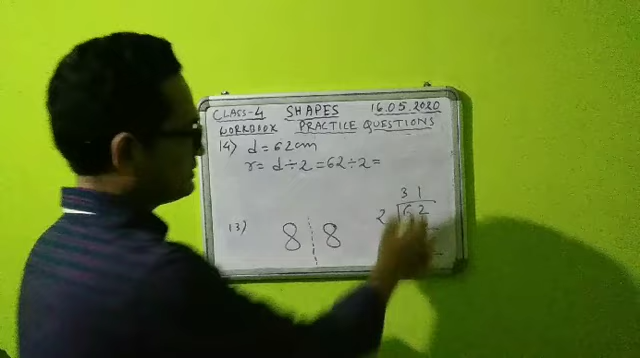 CLASS-4 SHAPES 16.05.2020
WORKBOOK PRACTICE QUESTIONS
14) d = 62cm
r = d÷2 = 62÷2 =
3 1
2 62
13) 8 8